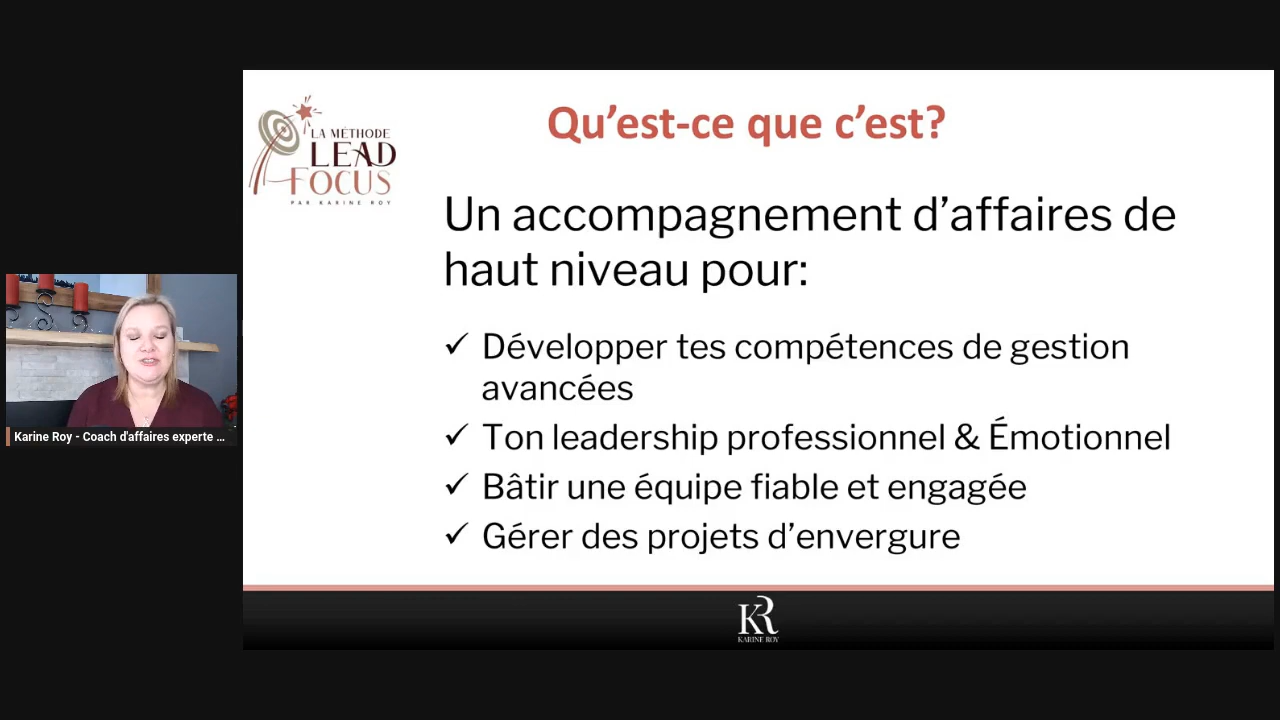 Qu’est-ce que c’est?
LA MÉTHODE
LEAD
FOCUS
PAR KARINE ROY
Un accompagnement d’affaires de
haut niveau pour:
✓ Développer tes compétences de gestion
avancées
✓ Ton leadership professionnel & Émotionnel
✓ Bâtir une équipe fiable et engagée
✓ Gérer des projets d’envergure
Karine Roy - Coach d'affaires experte ...
KR
KARINE ROY